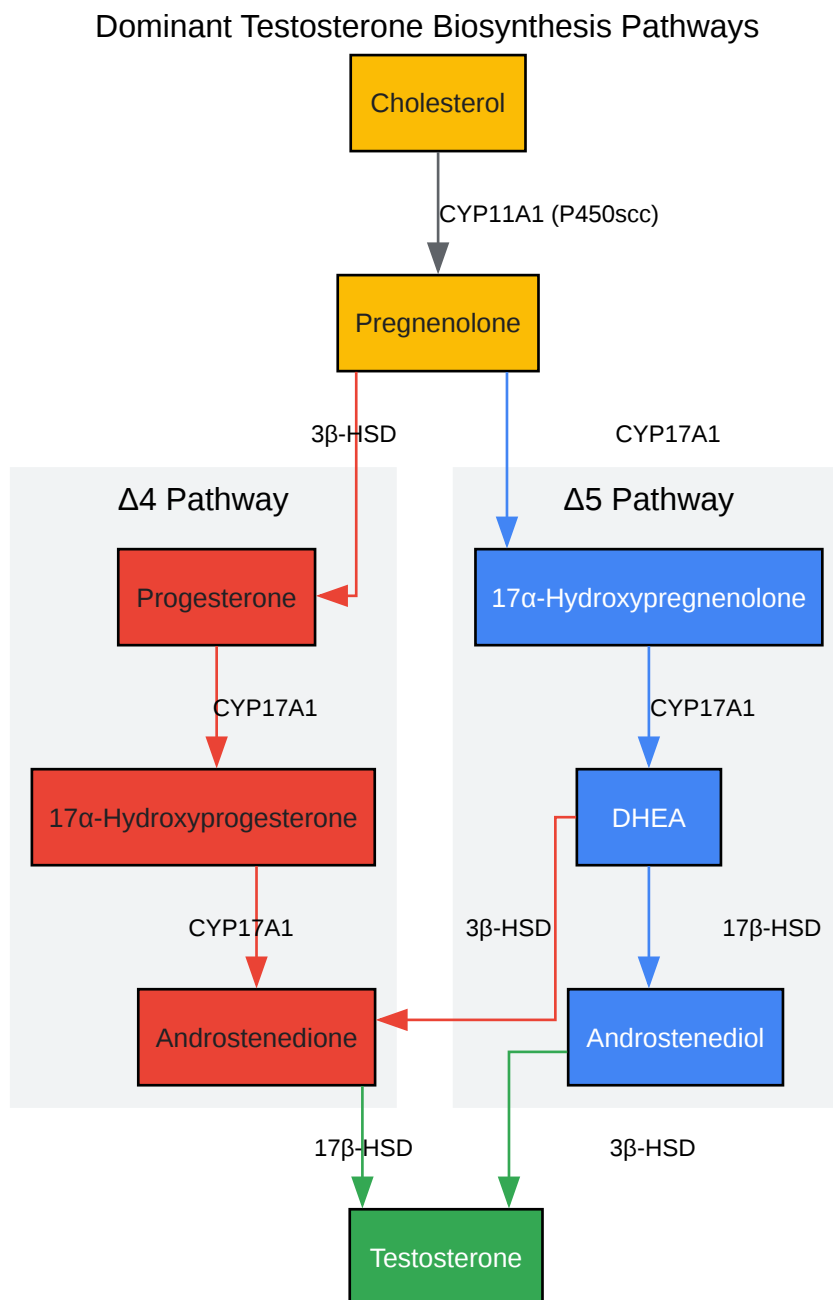 Dominant Testosterone Biosynthesis Pathways
Cholesterol
CYP11A1 (P450scc)
Pregnenolone
3β-HSD
CYP17A1
Δ4 Pathway
Δ5 Pathway
Progesterone
17α-Hydroxypregnenolone
CYP17A1
CYP17A1
17α-Hydroxyprogesterone
DHEA
CYP17A1
3β-HSD
17β-HSD
Androstenedione
Androstenediol
17β-HSD
3β-HSD
Testosterone